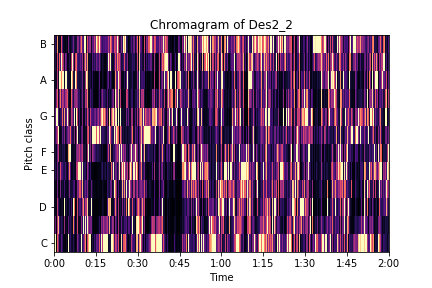 Chromagram of Des2_2
B
A
G
F
E
D
C
Pitch class
0:00 0:15 0:30 0:45 1:00 1:15 1:30 1:45 2:00
Time